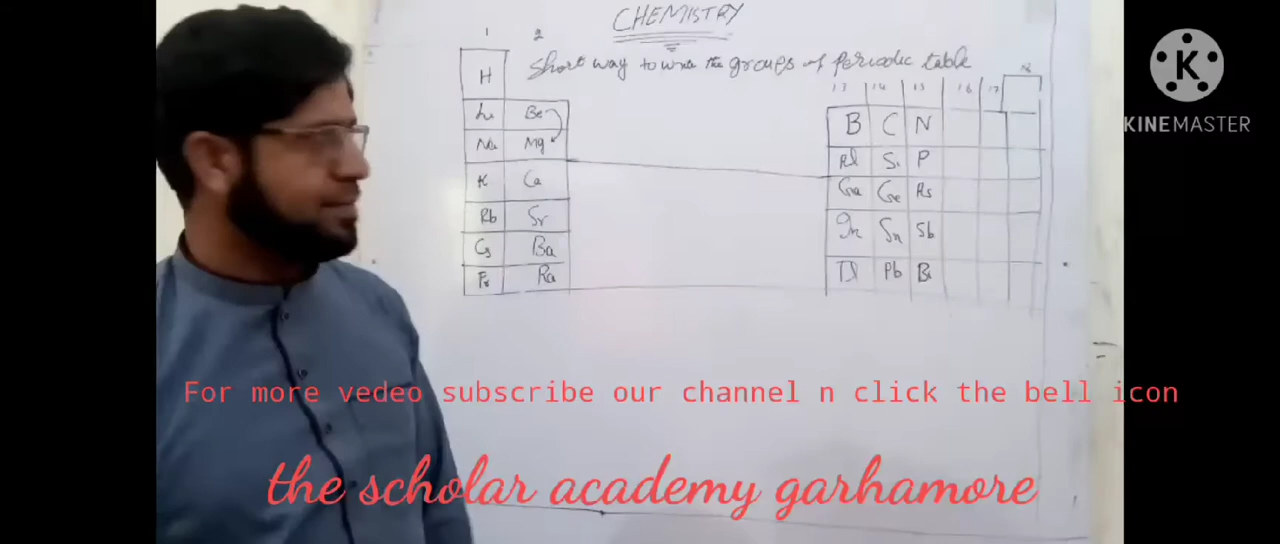 CHEMISTRY
Short way to write the groups of Periodic table
1 2
13 14 15 16 17 18
H
Li Be B C N
Na Mg Al Si P
K Ca Ga Ge As
Rb Sr In Sn Sb
Cs Ba Tl Pb Bi
Fr Ra
K
KINEMASTER
For more vedeo subscribe our channel n click the bell icon
the scholar academy garhamore